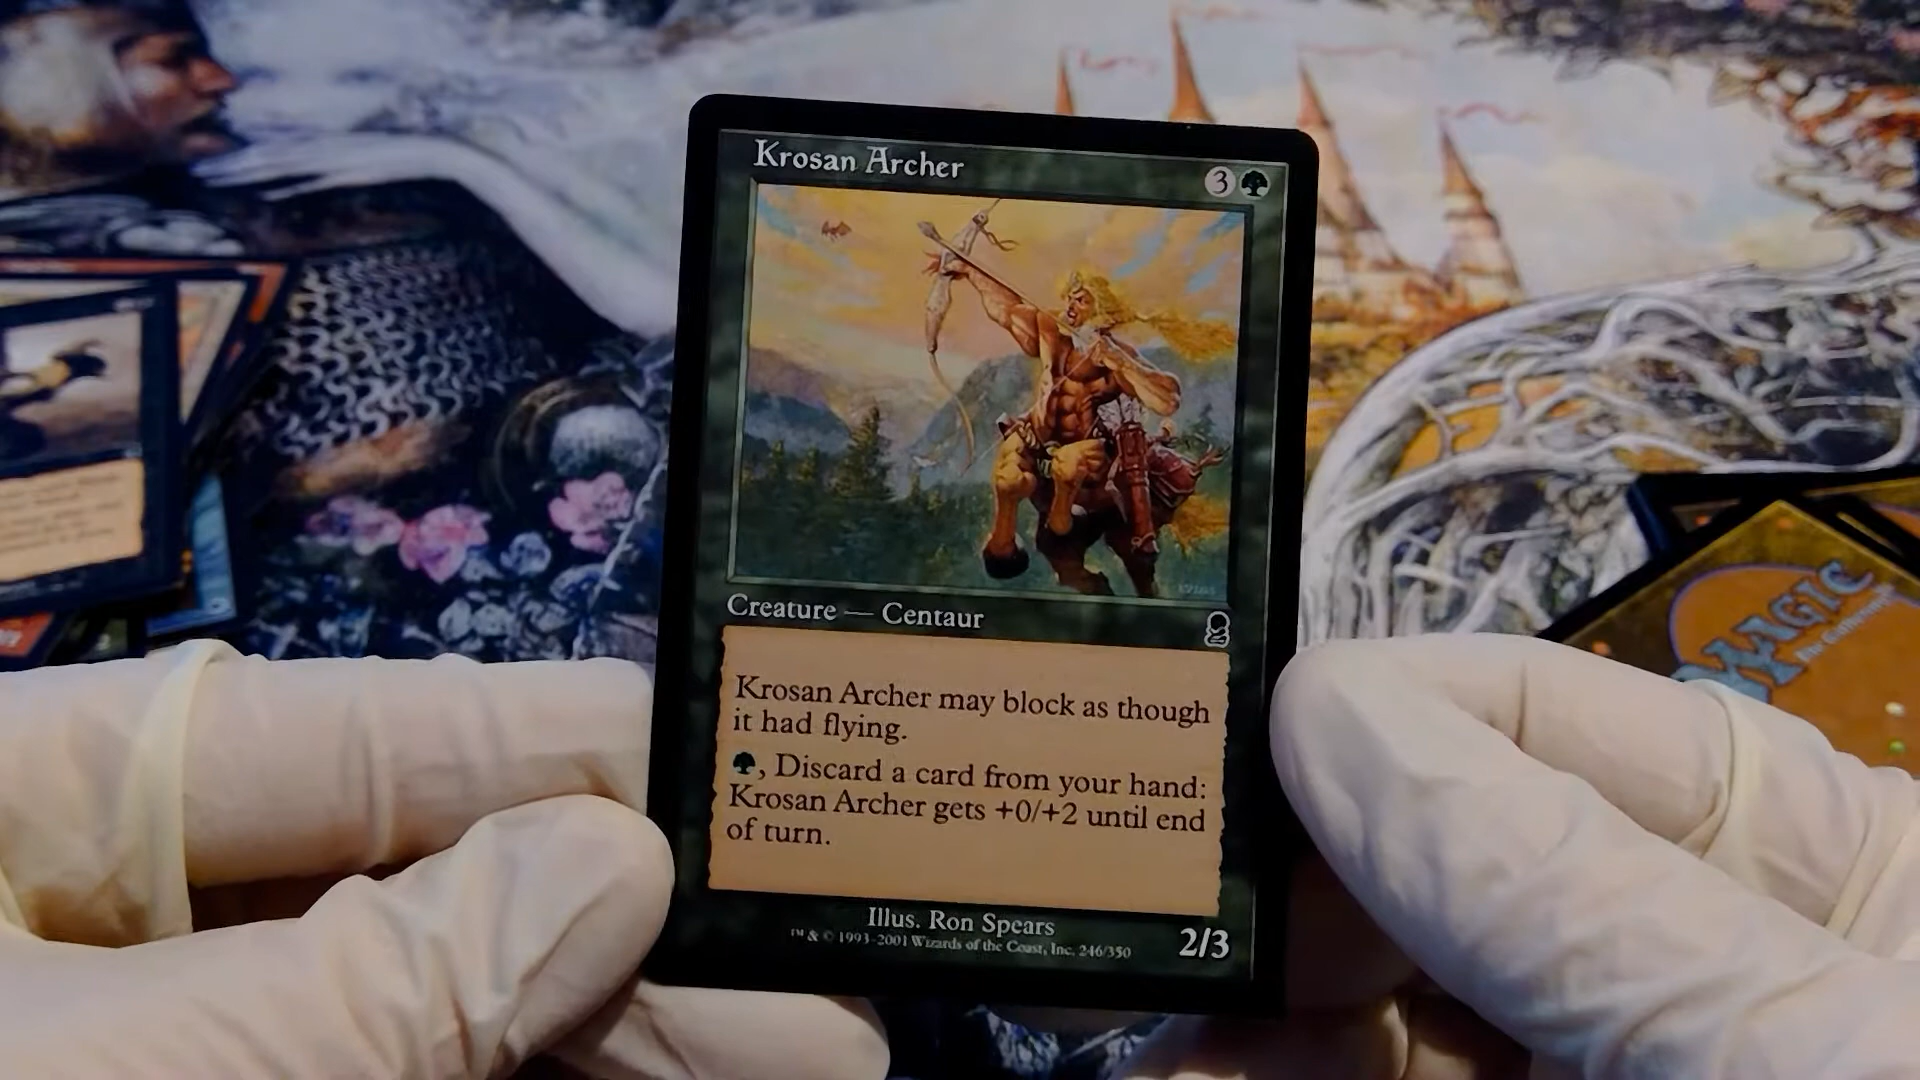 Krosan Archer
3
Creature — Centaur
Krosan Archer may block as though
it had flying.
, Discard a card from your hand:
Krosan Archer gets +0/+2 until end
of turn.
Illus. Ron Spears
™ & © 1993-2001 Wizards of the Coast, Inc. 246/350
2/3
MAGIC
The Gathering